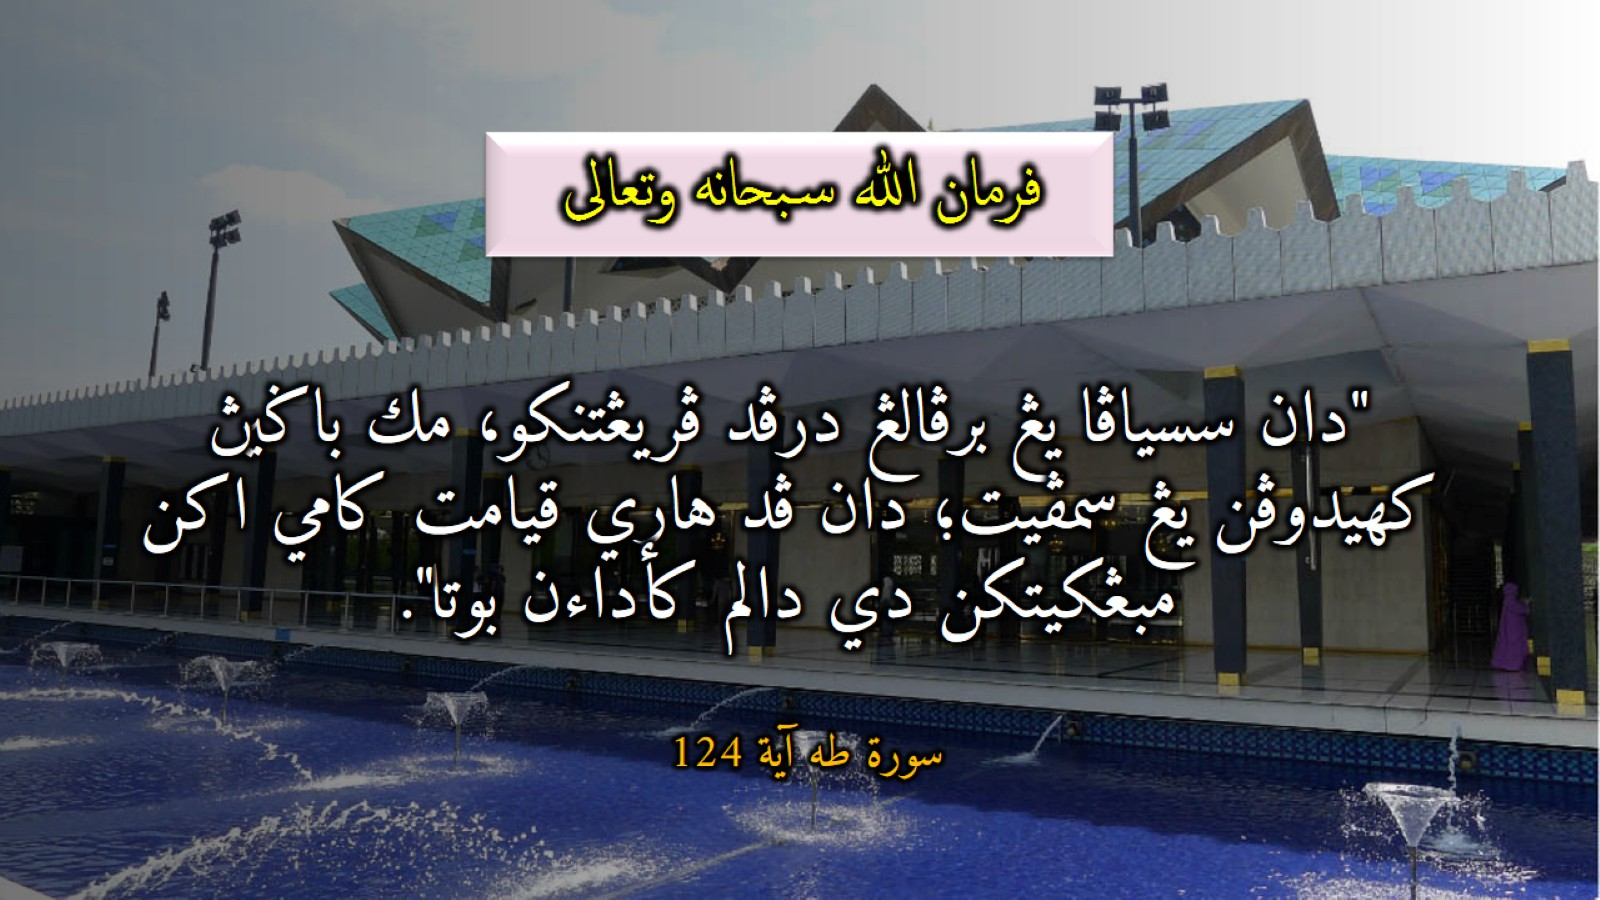 فرمان الله سبحانه وتعالى
"دان سسياڤا يڠ برڤالڠ درڤد ڤريڠتنكو، مك باݢيڽ
كهيدوڤن يڠ سمڤيت؛ دان ڤد هاري قيامت كامي اكن
مبڠكيتكن دي دالم كأداءن بوتا".
سورة طه آية 124